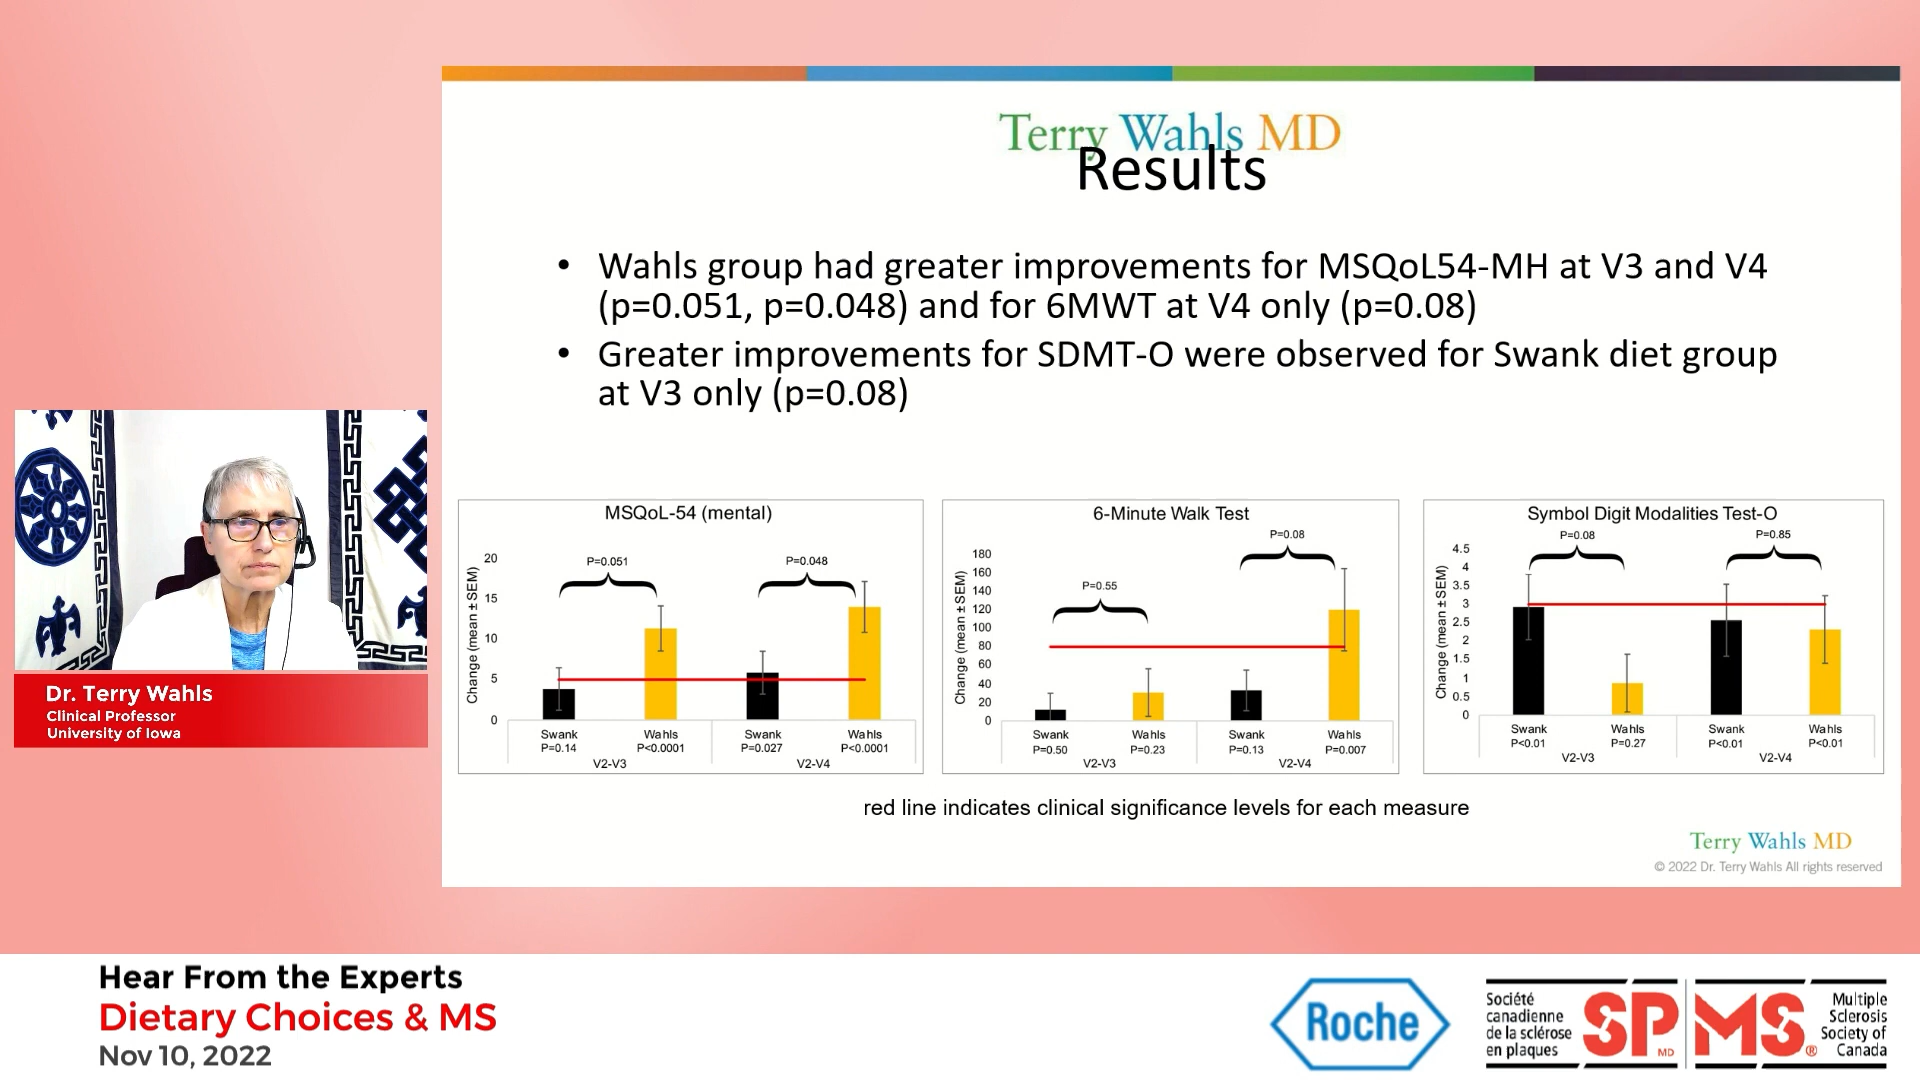 Terry Wahls MD
Results
• Wahls group had greater improvements for MSQoL54-MH at V3 and V4
(p=0.051, p=0.048) and for 6MWT at V4 only (p=0.08)
• Greater improvements for SDMT-O were observed for Swank diet group
at V3 only (p=0.08)
MSQoL-54 (mental)
Change (mean ± SEM)
20
15
10
5
0
P=0.051
P=0.048
Swank Wahls Swank Wahls
P=0.14 P<0.0001 P=0.027 P<0.0001
V2-V3 V2-V4
6-Minute Walk Test
Change (mean ± SEM)
180
160
140
120
100
80
60
40
20
0
P=0.55
P=0.08
Swank Wahls Swank Wahls
P=0.50 P=0.23 P=0.13 P=0.007
V2-V3 V2-V4
Symbol Digit Modalities Test-O
Change (mean ± SEM)
4.5
4
3.5
3
2.5
2
1.5
1
0.5
0
P=0.08
P=0.85
Swank Wahls Swank Wahls
P<0.01 P=0.27 P<0.01 P<0.01
V2-V3 V2-V4
red line indicates clinical significance levels for each measure
Terry Wahls MD
© 2022 Dr. Terry Wahls All rights reserved
Dr. Terry Wahls
Clinical Professor
University of Iowa
Hear From the Experts
Dietary Choices & MS
Nov 10, 2022
Roche
Société
canadienne
de la sclérose
en plaques
SP
MD
MS
®
Multiple
Sclerosis
Society of
Canada